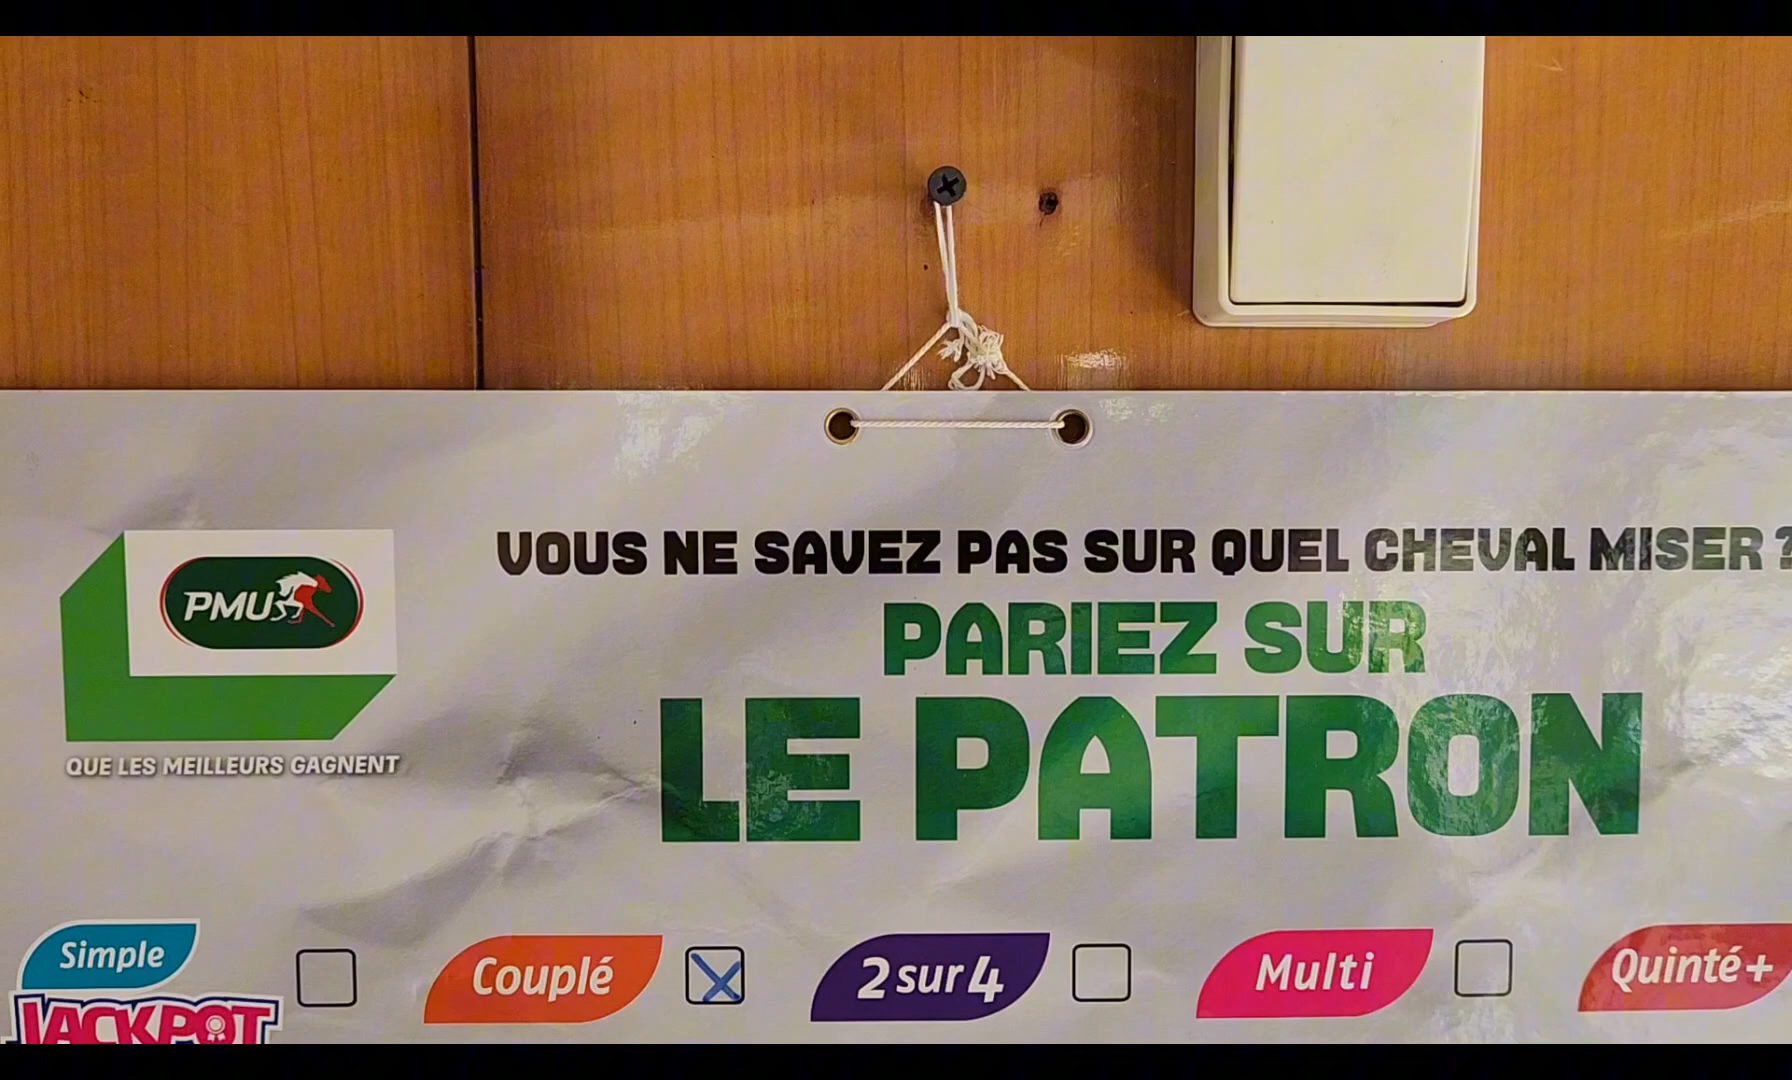 VOUS NE SAVEZ PAS SUR QUEL CHEVAL MISER ?
PMU
PARIEZ SUR
LE PATRON
QUE LES MEILLEURS GAGNENT
Simple
JACKPOT
Couplé
2 sur 4
Multi
Quinté+